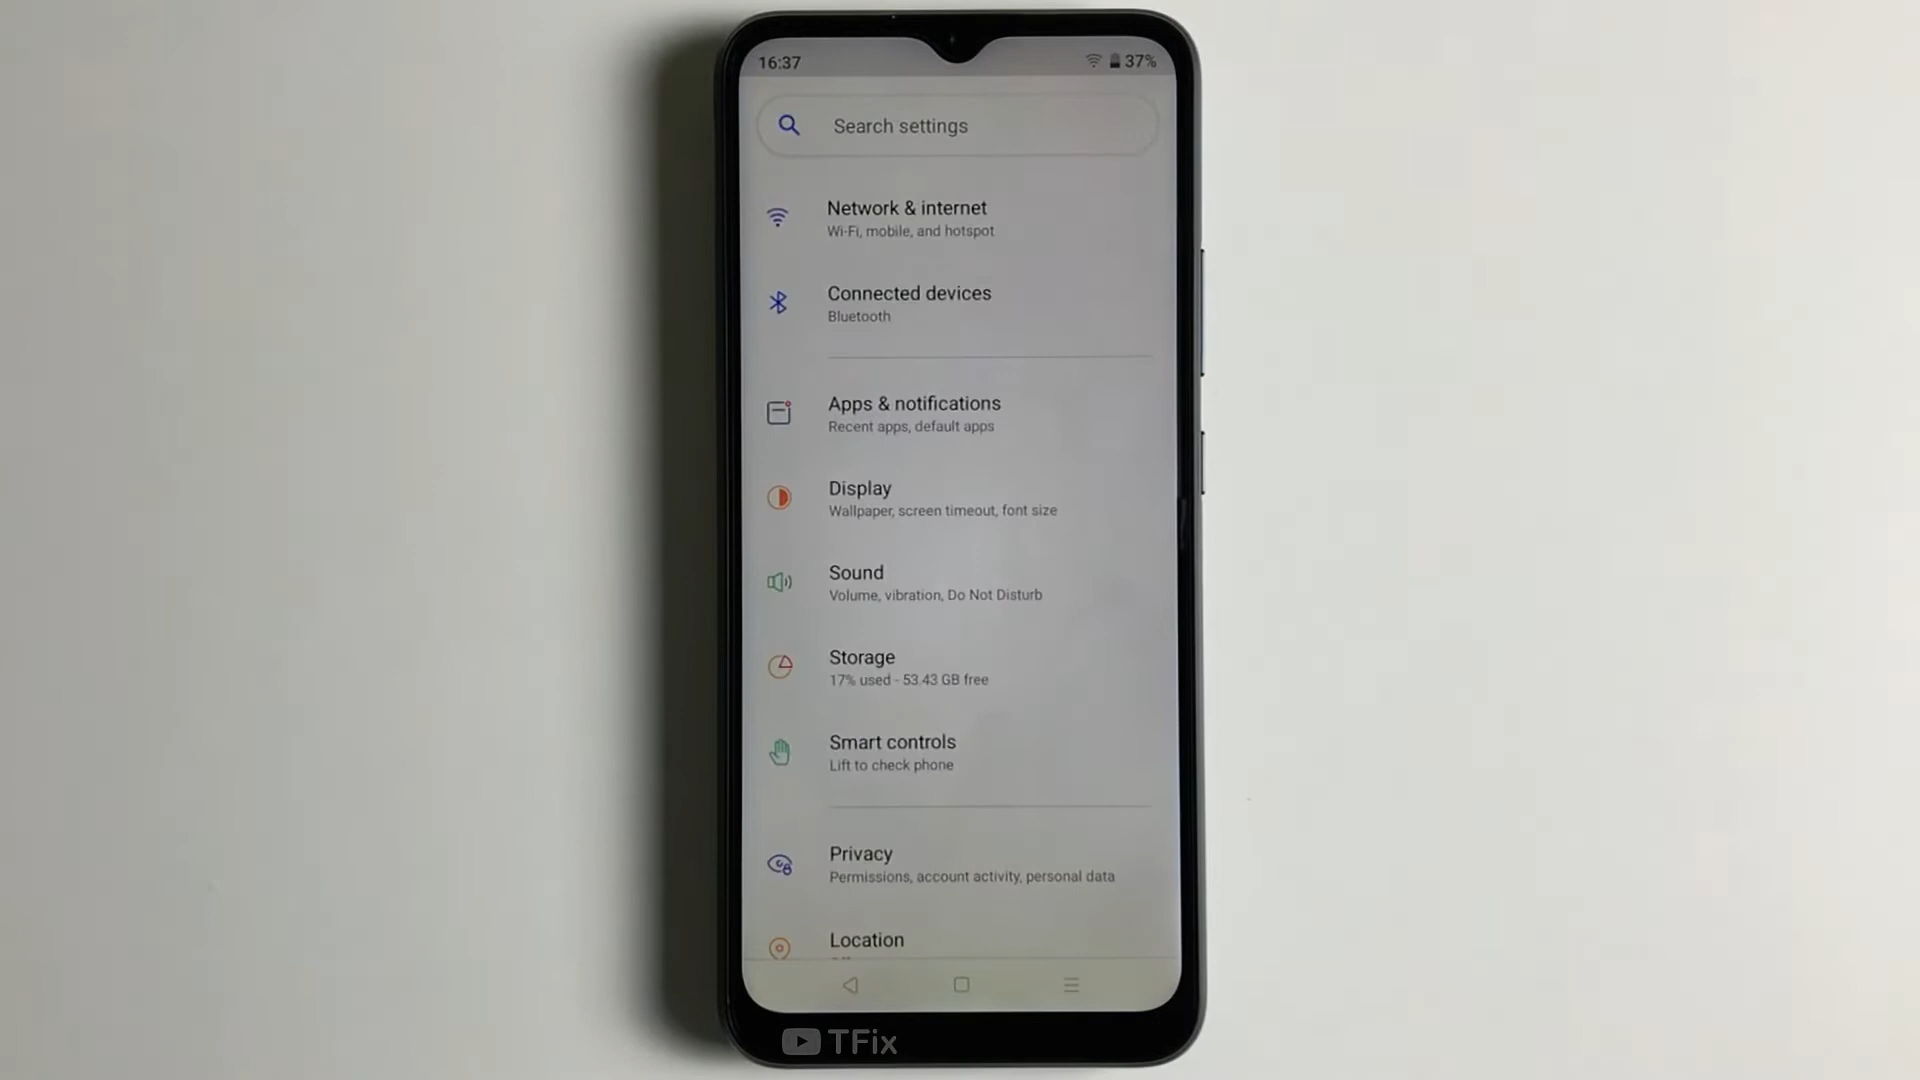 16:37
37%
Search settings
Network & internet
Wi-Fi, mobile, and hotspot
Connected devices
Bluetooth
Apps & notifications
Recent apps, default apps
Display
Wallpaper, screen timeout, font size
Sound
Volume, vibration, Do Not Disturb
Storage
17% used - 53.43 GB free
Smart controls
Lift to check phone
Privacy
Permissions, account activity, personal data
Location
TFix